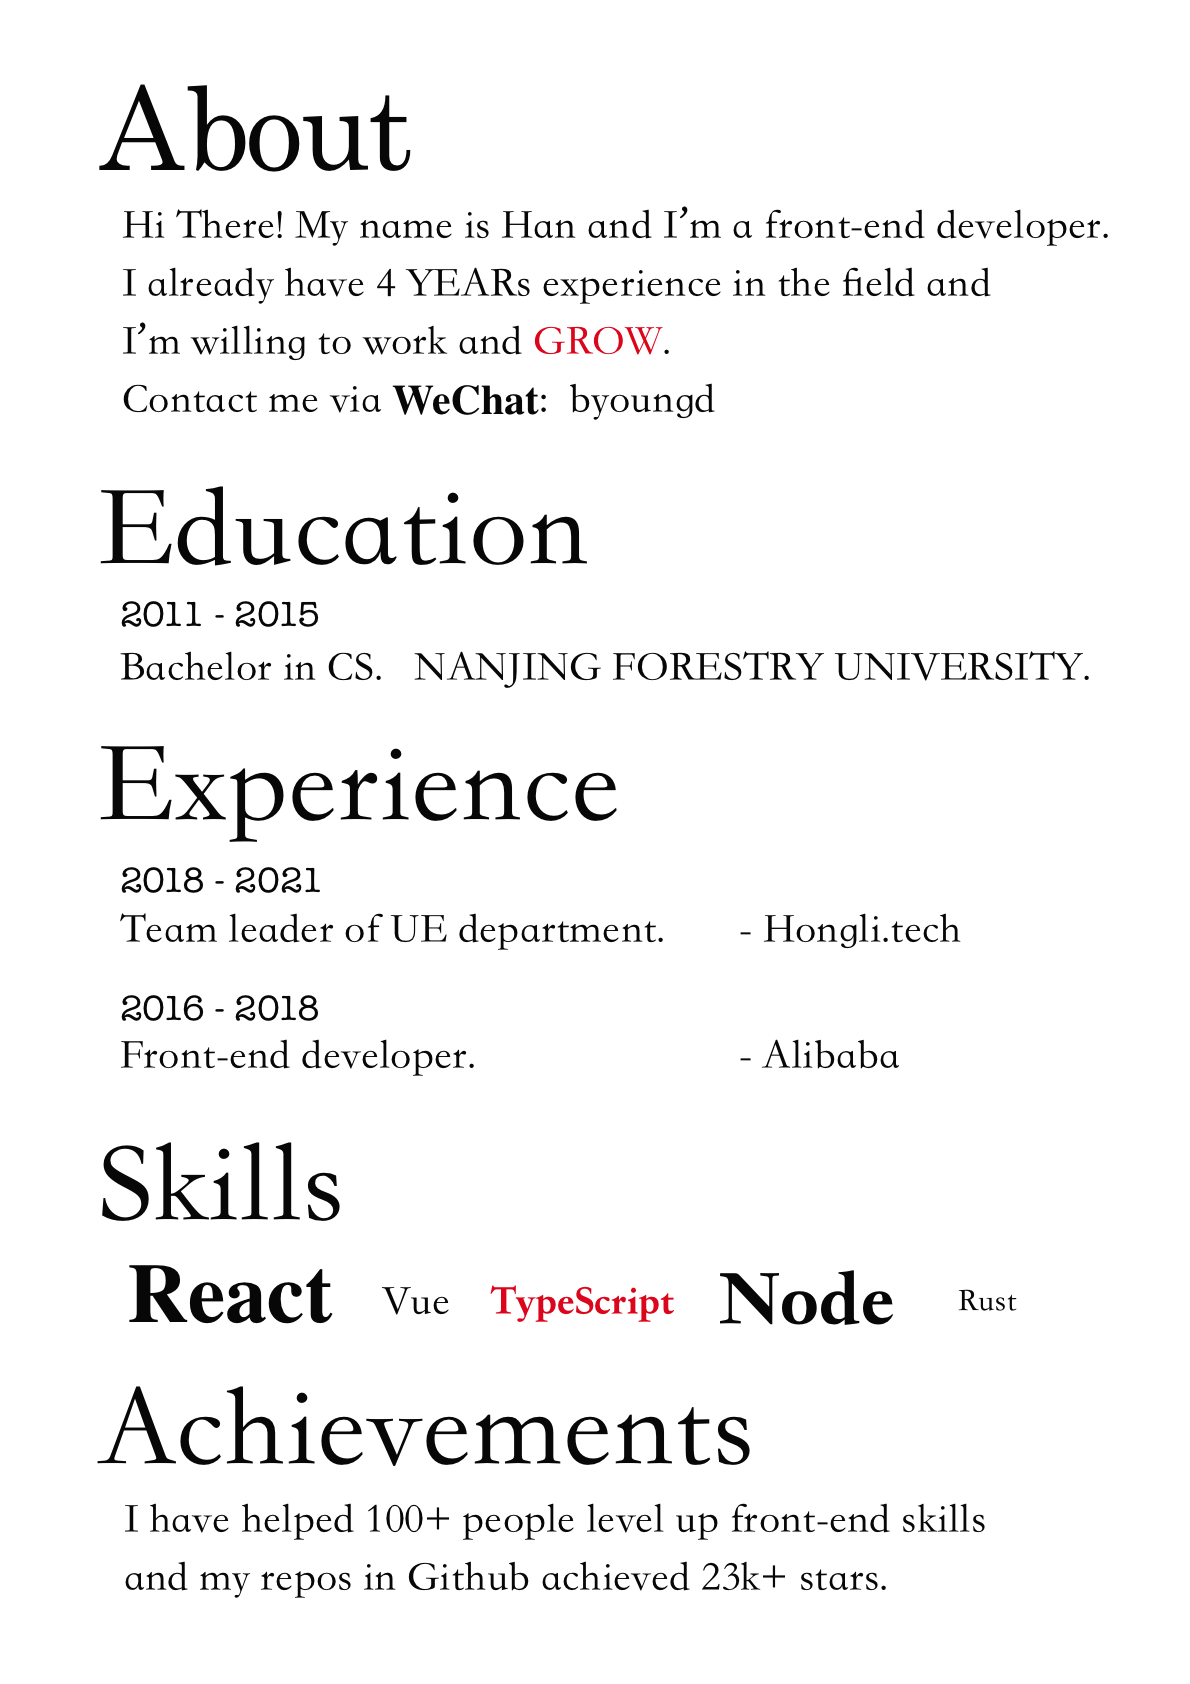 About
Hi There! My name is Han and I’m a front-end developer.
I already have 4 YEARs experience in the field and
I’m willing to work and GROW.
Contact me via WeChat: byoungd
Education
2011 - 2015
Bachelor in CS. NANJING FORESTRY UNIVERSITY.
Experience
2018 - 2021
Team leader of UE department. - Hongli.tech
2016 - 2018
Front-end developer. - Alibaba
Skills
React Vue TypeScript Node Rust
Achievements
I have helped 100+ people level up front-end skills
and my repos in Github achieved 23k+ stars.